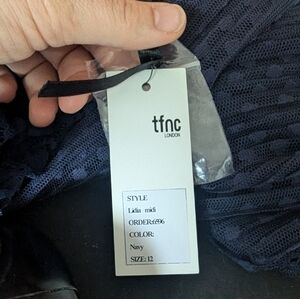 tfnc
LONDON
STYLE
Lidia midi
ORDER:6596
COLOR:
Navy
SIZE: 12